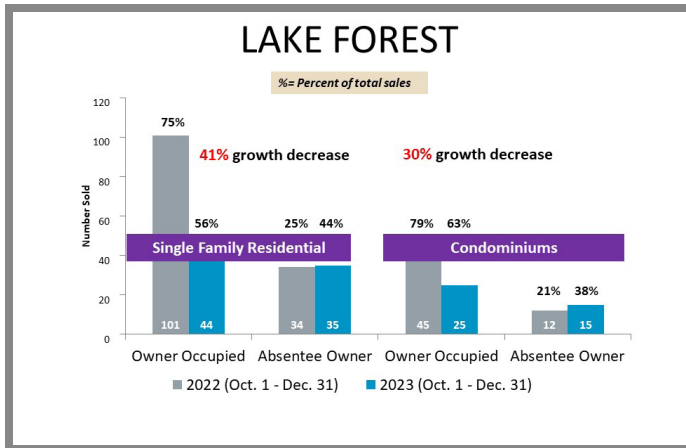 LAKE FOREST
%= Percent of total sales
Number Sold
120
100
80
60
40
20
0
75%
56%
25% 44%
79% 63%
21% 38%
41% growth decrease
30% growth decrease
Single Family Residential
Condominiums
101 44
34 35
45 25
12 15
Owner Occupied Absentee Owner Owner Occupied Absentee Owner
2022 (Oct. 1 - Dec. 31) 2023 (Oct. 1 - Dec. 31)